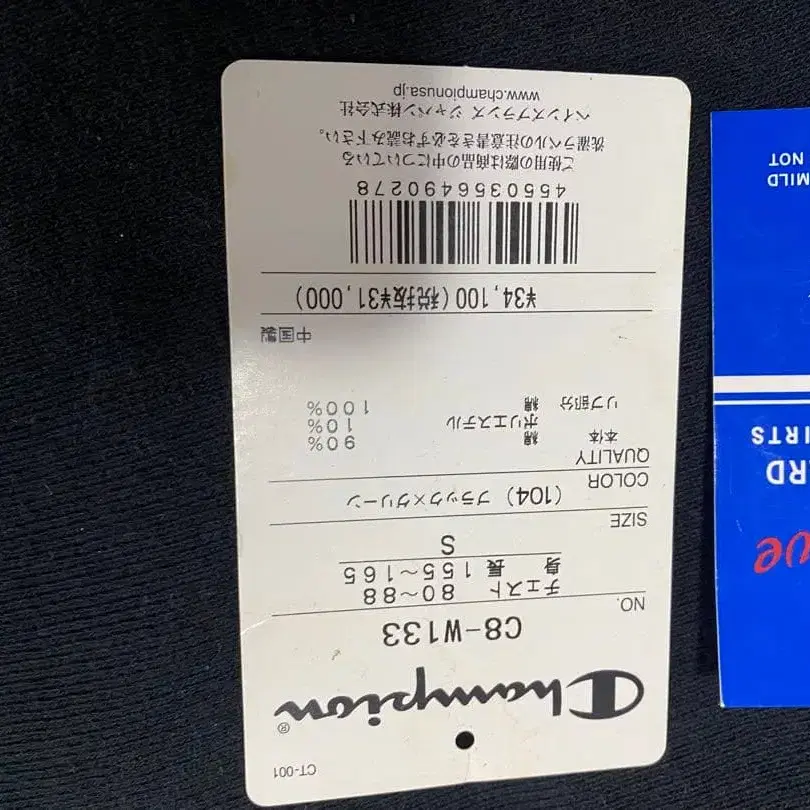 CT-001
Champion®
NO.
C8-W133
チェスト 80~88
身 長 155~165
SIZE
S
COLOR
(104) ブラック×グリーン
QUALITY
本体 綿 90%
ポリエステル 10%
リブ部分 綿 100%
中国製
¥34,100(税抜¥31,000)
4550356490278
ご使用の際は商品の中についている
洗濯ラベルの注意書きを必ずお読み下さい。
ヘインズブランズ ジャパン株式会社
www.championusa.jp
MILD
NOT